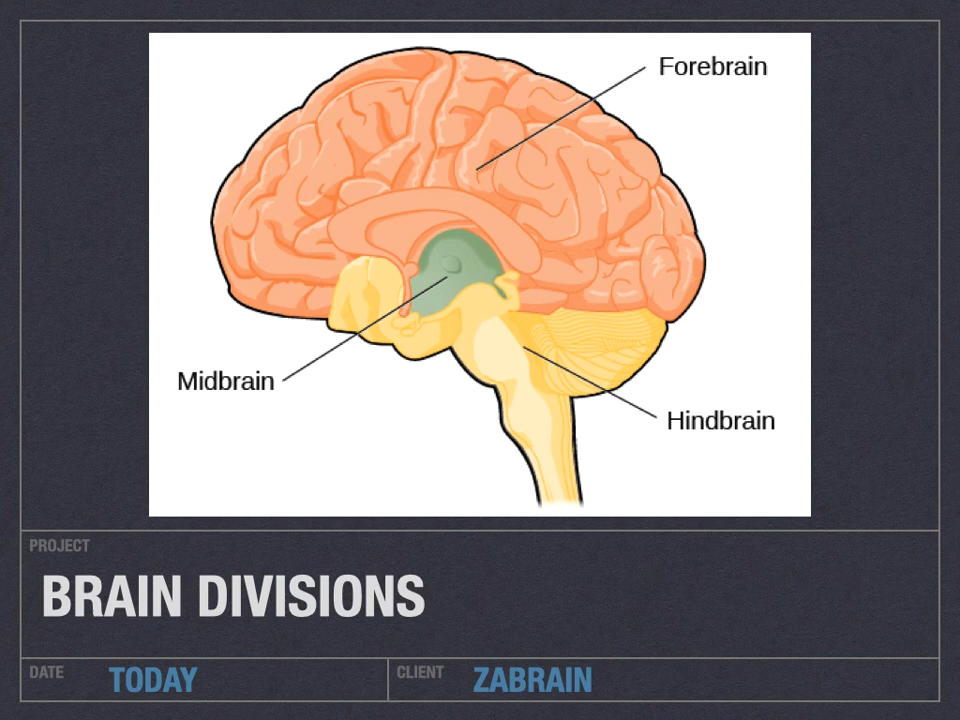 Forebrain
Midbrain
Hindbrain
PROJECT
BRAIN DIVISIONS
DATE TODAY
CLIENT ZABRAIN